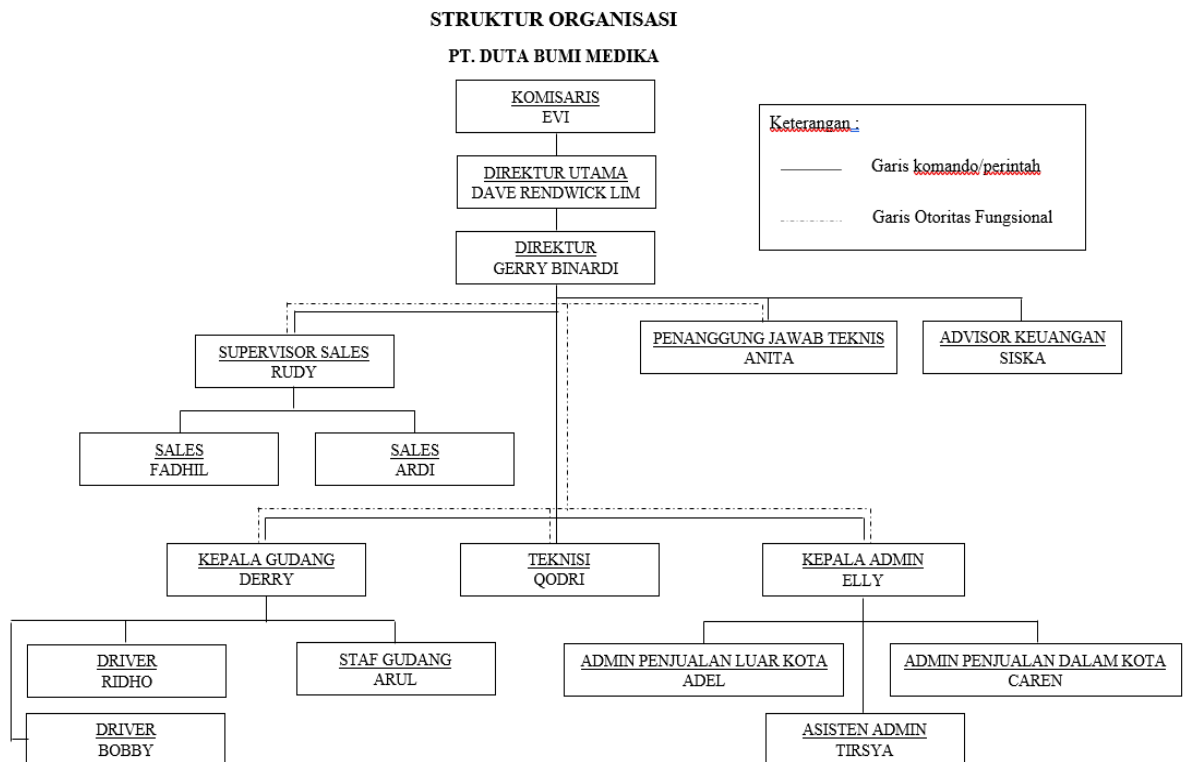 STRUKTUR ORGANISASI
PT. DUTA BUMI MEDIKA
KOMISARIS
EVI
Keterangan :
Garis komando/perintah
Garis Otoritas Fungsional
DIREKTUR UTAMA
DAVE RENDWICK LIM
DIREKTUR
GERRY BINARDI
SUPERVISOR SALES
RUDY
PENANGGUNG JAWAB TEKNIS
ANITA
ADVISOR KEUANGAN
SISKA
SALES
FADHIL
SALES
ARDI
KEPALA GUDANG
DERRY
TEKNISI
QODRI
KEPALA ADMIN
ELLY
DRIVER
RIDHO
STAF GUDANG
ARUL
ADMIN PENJUALAN LUAR KOTA
ADEL
ADMIN PENJUALAN DALAM KOTA
CAREN
DRIVER
BOBBY
ASISTEN ADMIN
TIRSYA